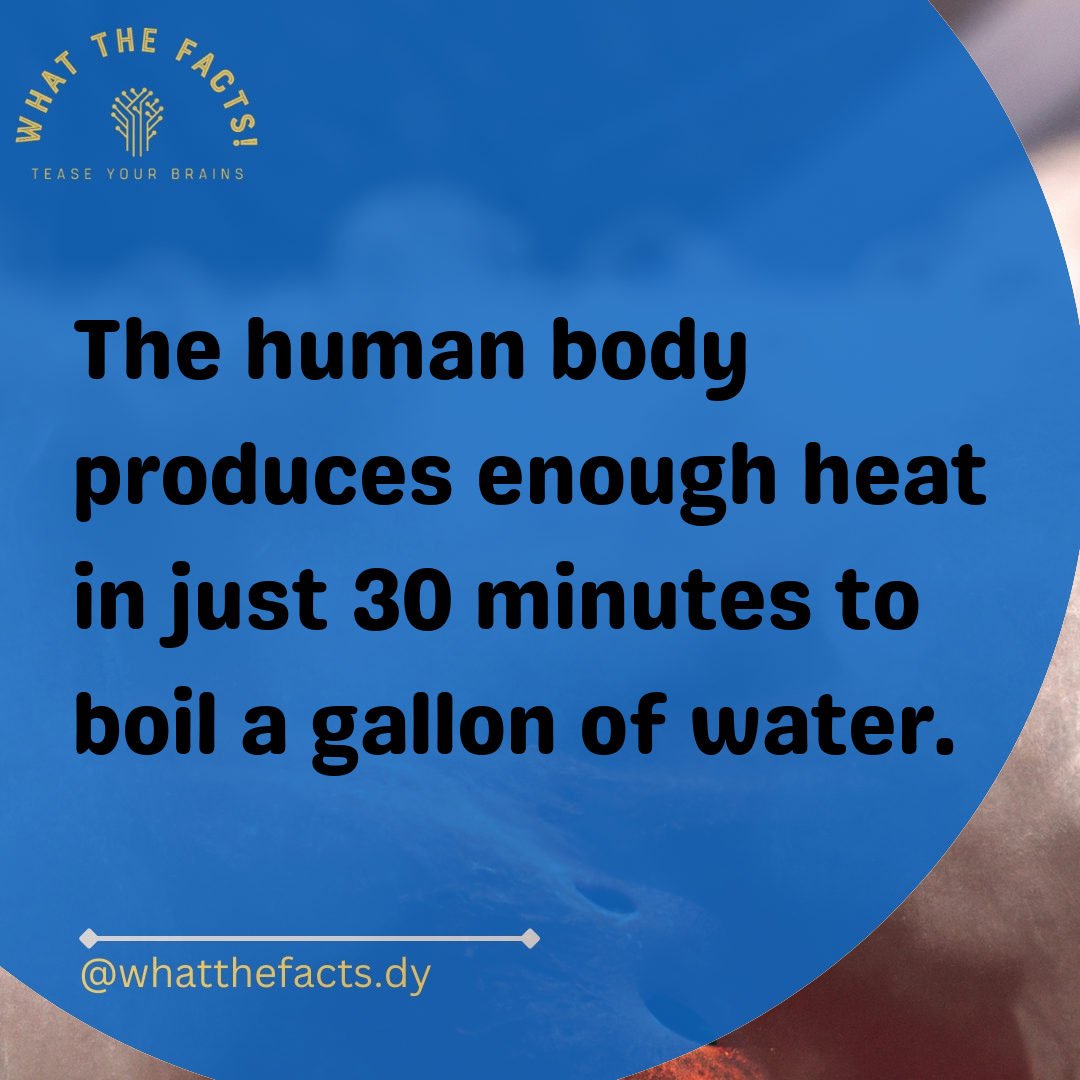 WHAT THE FACTS!
TEASE YOUR BRAINS
The human body
produces enough heat
in just 30 minutes to
boil a gallon of water.
@whatthefacts.dy